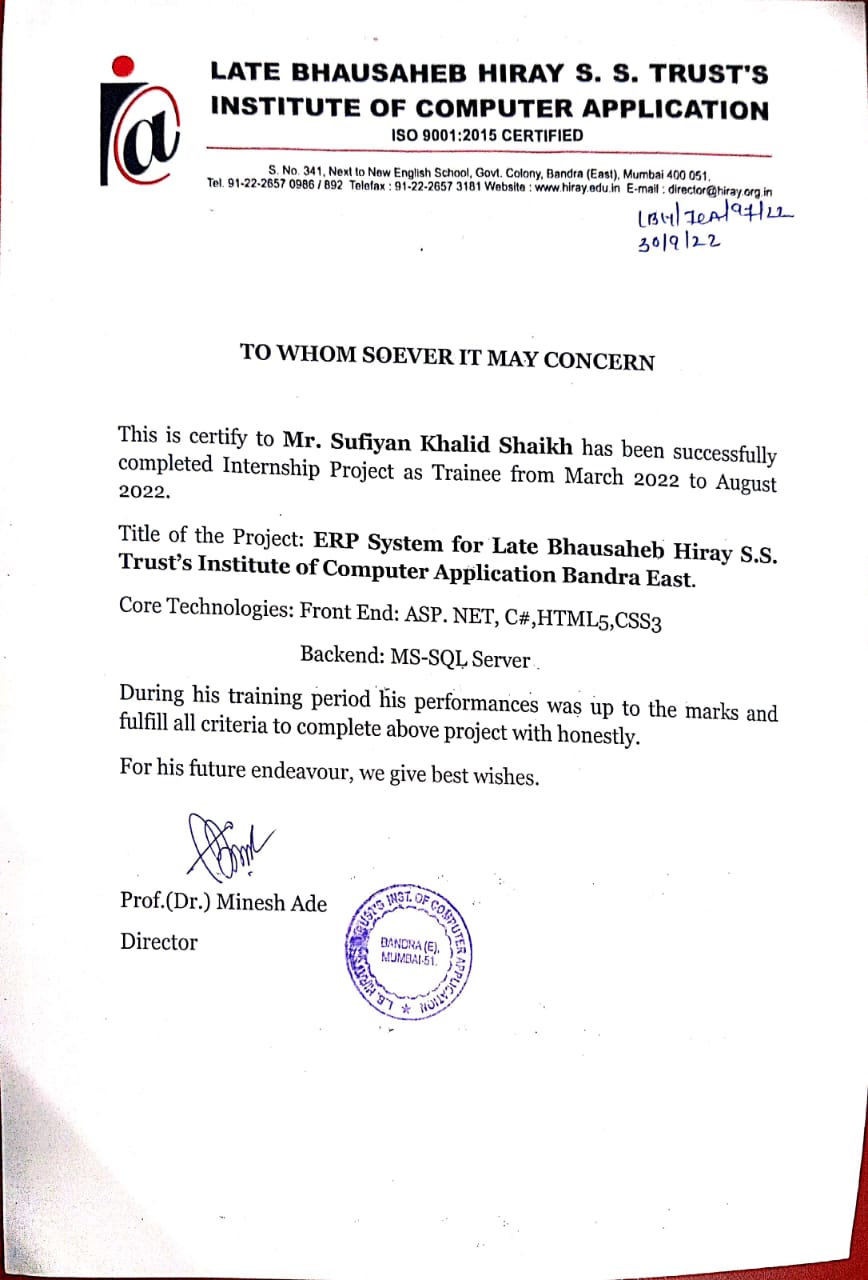 LATE BHAUSAHEB HIRAY S. S. TRUST'S
INSTITUTE OF COMPUTER APPLICATION
ISO 9001:2015 CERTIFIED
S. No. 341, Next to New English School, Govt. Colony, Bandra (East), Mumbai 400 051.
Tel. 91-22-2657 0986 / 892 Telefax : 91-22-2657 3181 Website : www.hiray.edu.in E-mail : director@hiray.org.in
LBH/ICA/97/22
30/9/22
TO WHOM SOEVER IT MAY CONCERN
This is certify to Mr. Sufiyan Khalid Shaikh has been successfully
completed Internship Project as Trainee from March 2022 to August
2022.
Title of the Project: ERP System for Late Bhausaheb Hiray S.S.
Trust's Institute of Computer Application Bandra East.
Core Technologies: Front End: ASP. NET, C#,HTML5,CSS3
Backend: MS-SQL Server
During his training period his performances was up to the marks and
fulfill all criteria to complete above project with honestly.
For his future endeavour, we give best wishes.
Prof.(Dr.) Minesh Ade
Director
L.B. HIRAY TRUST'S INST. OF COMPUTER APPLICATION
BANDRA (E),
MUMBAI-51.